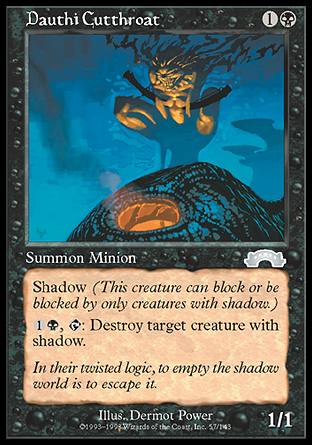 Dauthi Cutthroat 1
Summon Minion
Shadow (This creature can block or be
blocked by only creatures with shadow.)
1 , : Destroy target creature with
shadow.
In their twisted logic, to empty the shadow
world is to escape it.
Illus. Dermot Power
©1993–1998 Wizards of the Coast, Inc. 57/143
1/1